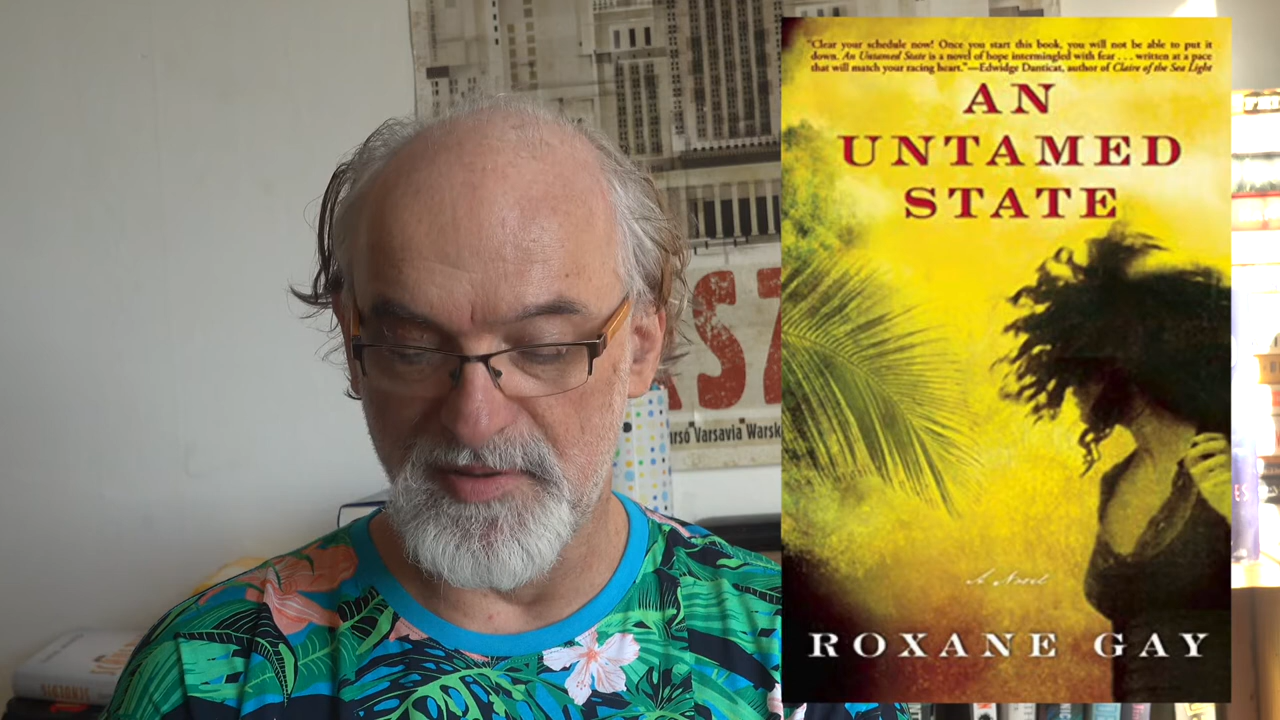 "Clear your schedule now! Once you start this book, you will not be able to put it
down. An Untamed State is a novel of hope intermingled with fear . . . written at a pace
that will match your racing heart."—Edwidge Danticat, author of Claire of the Sea Light
AN
UNTAMED
STATE
A Novel
ROXANE GAY
SZ
Varsavia